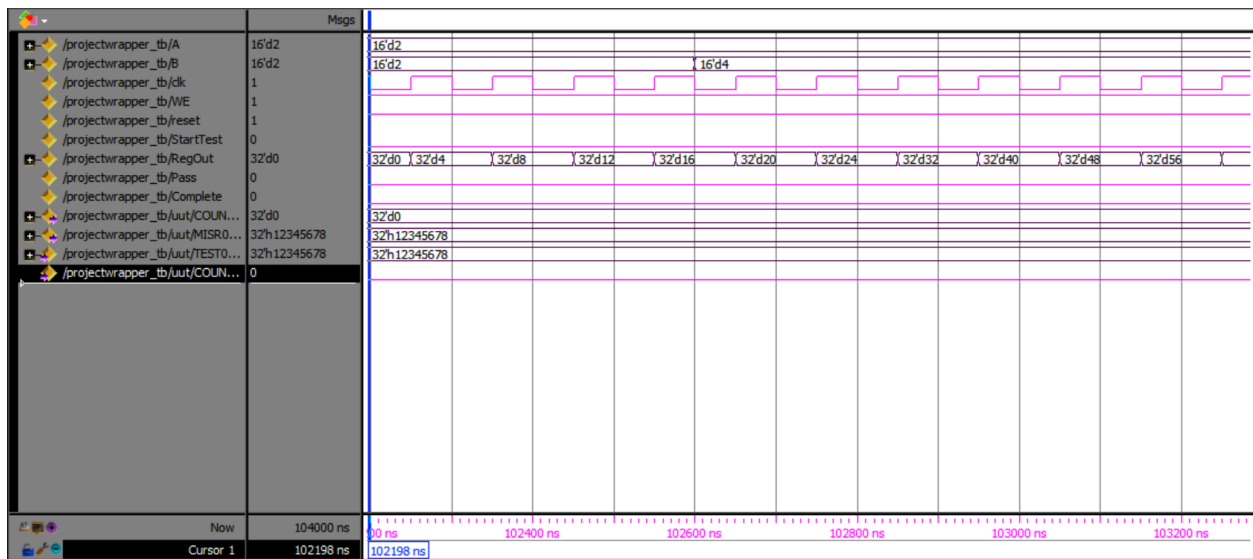 Msgs
/projectwrapper_tb/A 16'd2 16'd2
/projectwrapper_tb/B 16'd2 16'd2 16'd4
/projectwrapper_tb/clk 1
/projectwrapper_tb/WE 1
/projectwrapper_tb/reset 1
/projectwrapper_tb/StartTest 0
/projectwrapper_tb/RegOut 32'd0 32'd0 32'd4 32'd8 32'd12 32'd16 32'd20 32'd24 32'd32 32'd40 32'd48 32'd56
/projectwrapper_tb/Pass 0
/projectwrapper_tb/Complete 0
/projectwrapper_tb/uut/COUN... 32'd0 32'd0
/projectwrapper_tb/uut/MISR0... 32'h12345678 32'h12345678
/projectwrapper_tb/uut/TEST0... 32'h12345678 32'h12345678
/projectwrapper_tb/uut/COUN... 0
Now 104000 ns 00 ns 102400 ns 102600 ns 102800 ns 103000 ns 103200 ns
Cursor 1 102198 ns 102198 ns